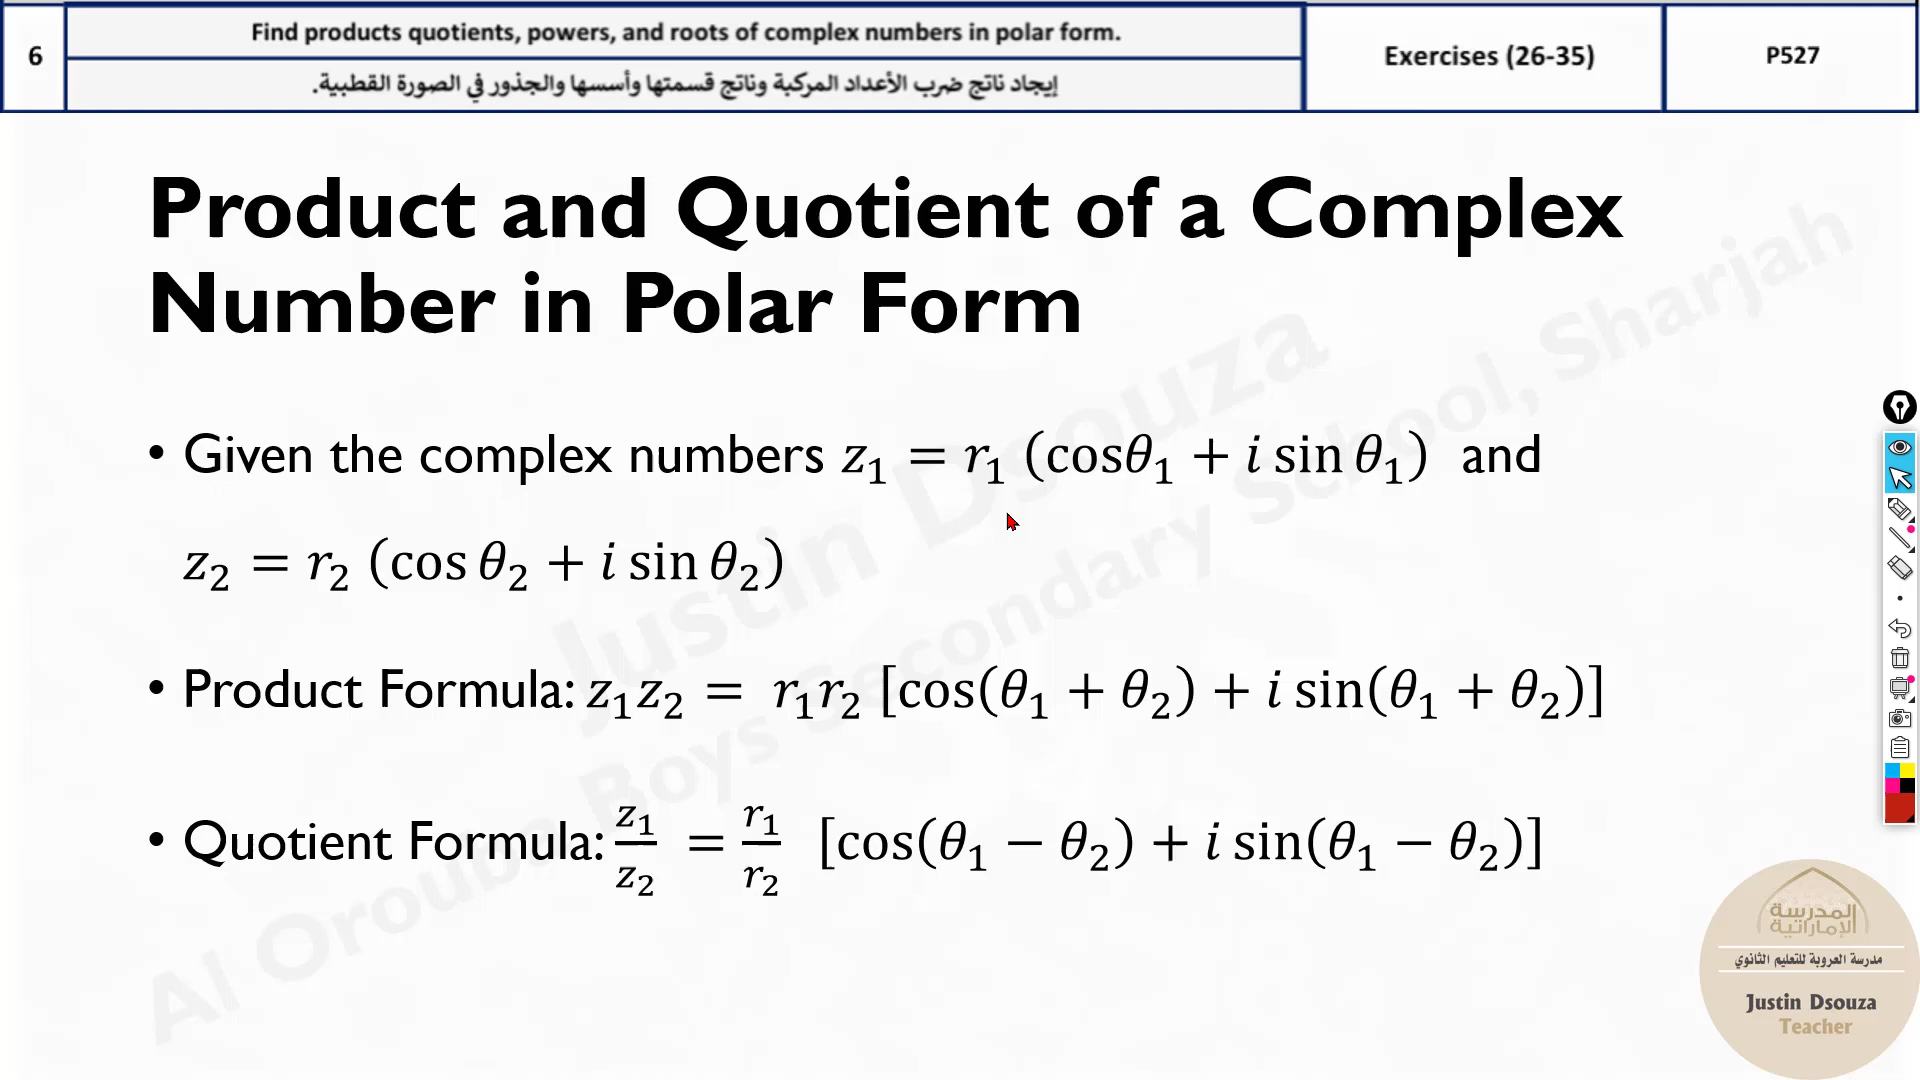 6
Find products quotients, powers, and roots of complex numbers in polar form.
إيجاد ناتج ضرب الأعداد المركبة وناتج قسمتها وأسسها والجذور في الصورة القطبية.
Exercises (26-35)
P527
Product and Quotient of a Complex
Number in Polar Form
• Given the complex numbers z₁ = r₁ (cosθ₁ + i sin θ₁) and
z₂ = r₂ (cos θ₂ + i sin θ₂)
• Product Formula: z₁z₂ = r₁r₂ [cos(θ₁ + θ₂) + i sin(θ₁ + θ₂)]
• Quotient Formula: z₁/z₂ = r₁/r₂ [cos(θ₁ − θ₂) + i sin(θ₁ − θ₂)]
Justin Dsouza
Al Orouba Boys Secondary School, Sharjah
المدرسة
الإماراتية
مدرسة العروبة للتعليم الثانوي
Justin Dsouza
Teacher